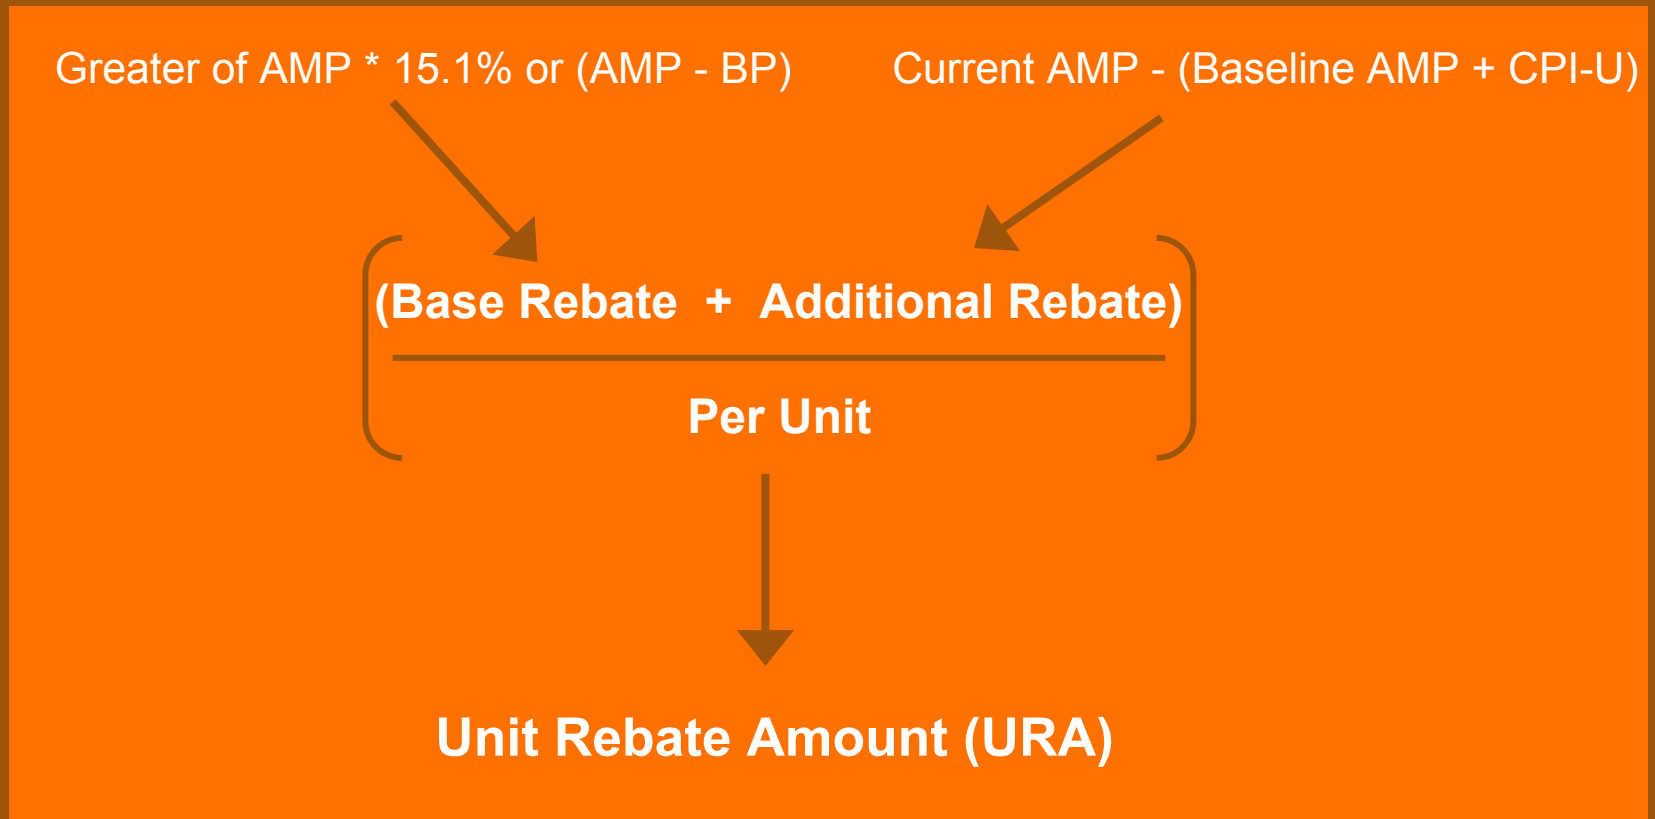 Greater of AMP * 15.1% or (AMP - BP)
Current AMP - (Baseline AMP + CPI-U)
(Base Rebate + Additional Rebate)
Per Unit
Unit Rebate Amount (URA)